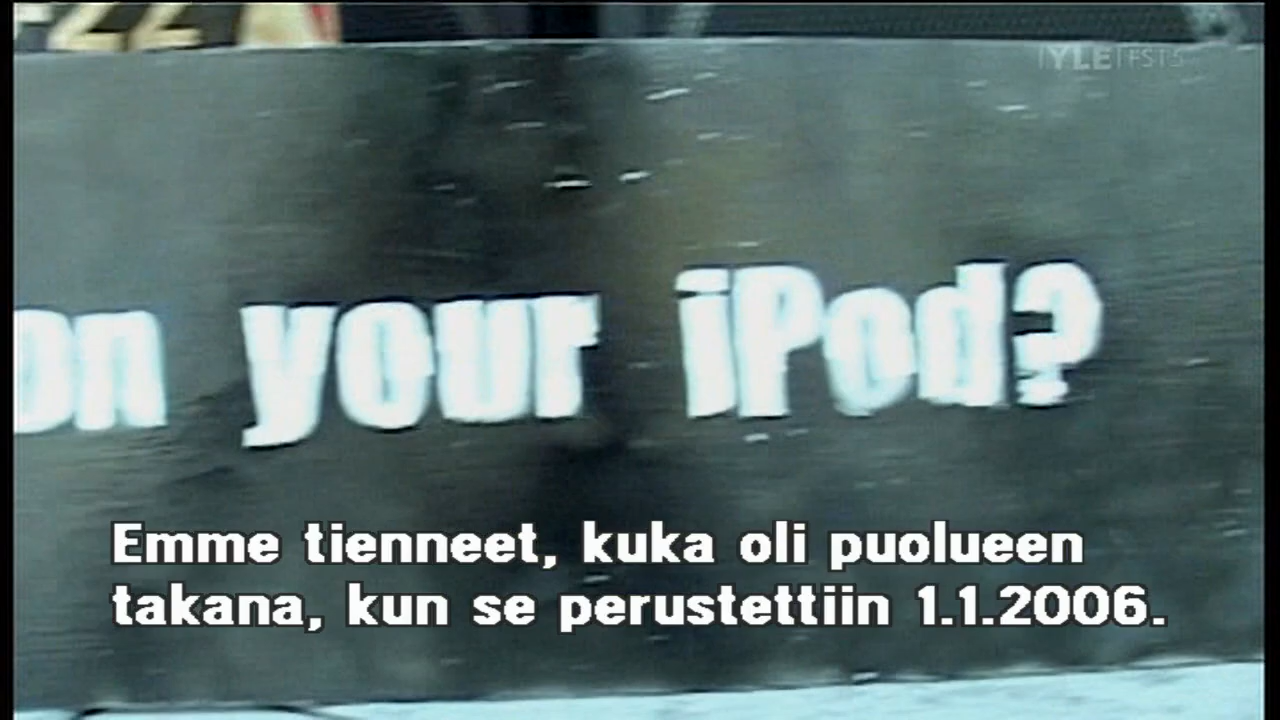 YLE FST5
on your iPod?
Emme tienneet, kuka oli puolueen
takana, kun se perustettiin 1.1.2006.